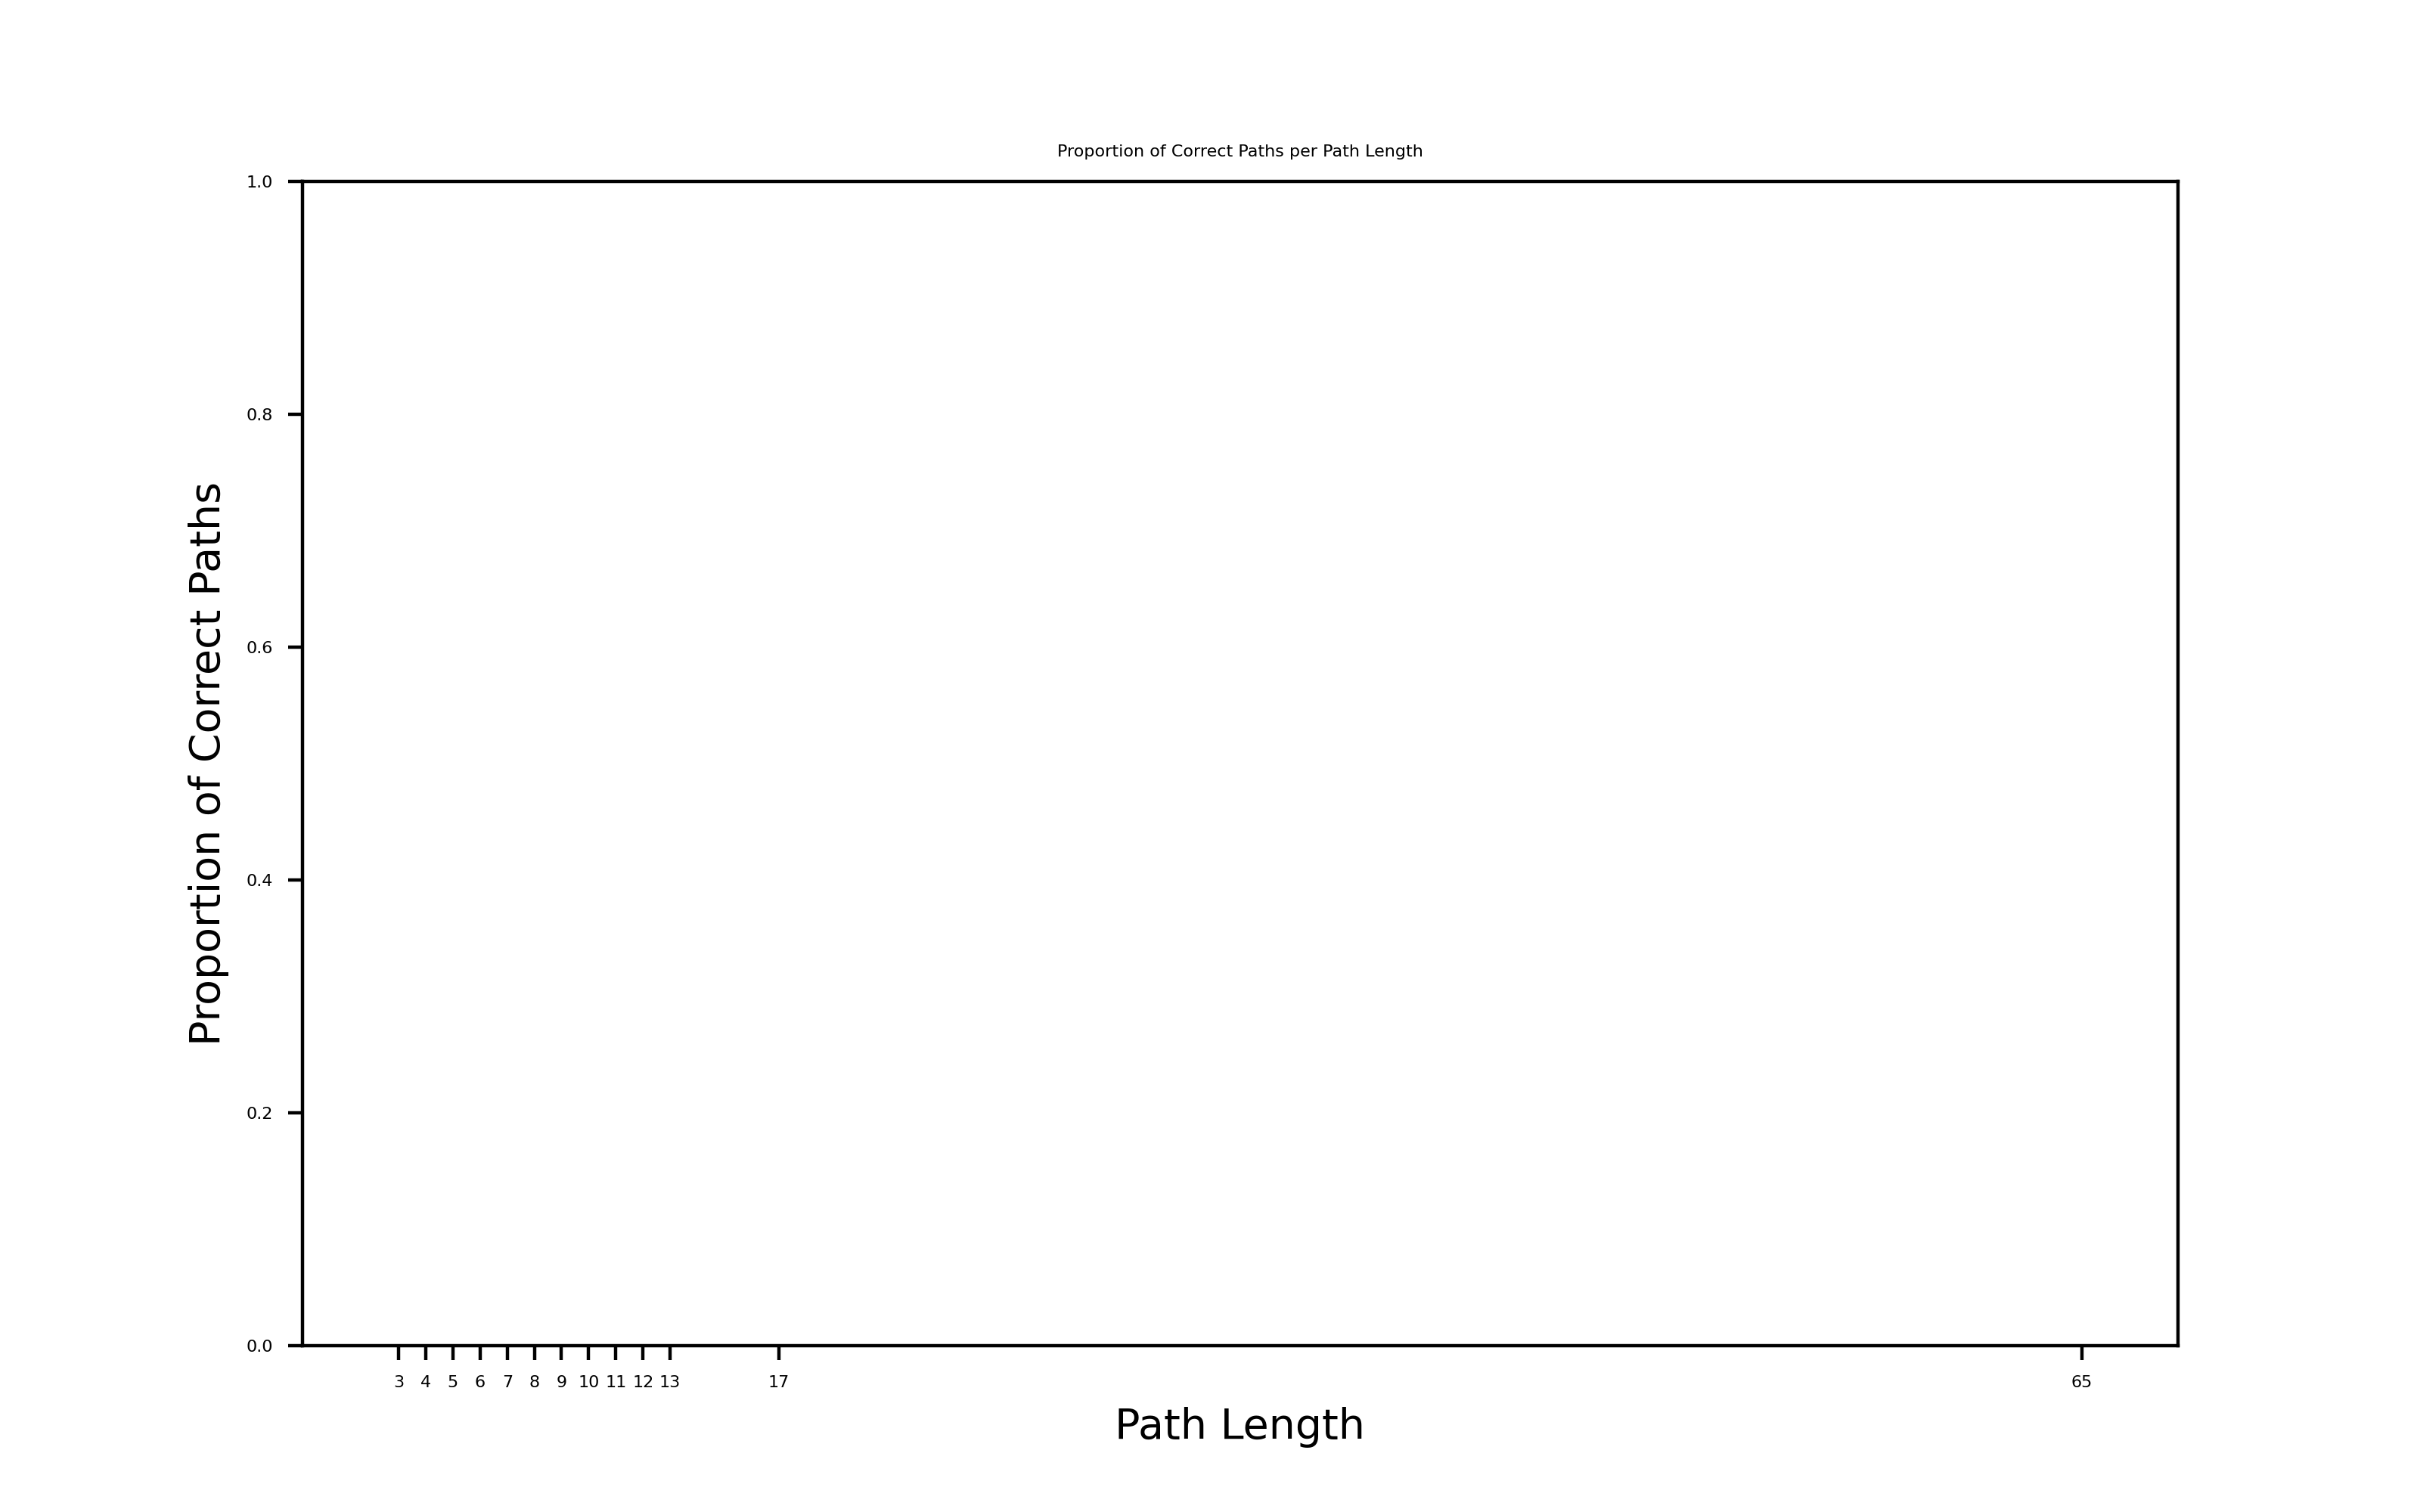 Proportion of Correct Paths per Path Length
1.0
0.8
0.6
0.4
0.2
0.0
Proportion of Correct Paths
3 4 5 6 7 8 9 10 11 12 13 17 65
Path Length